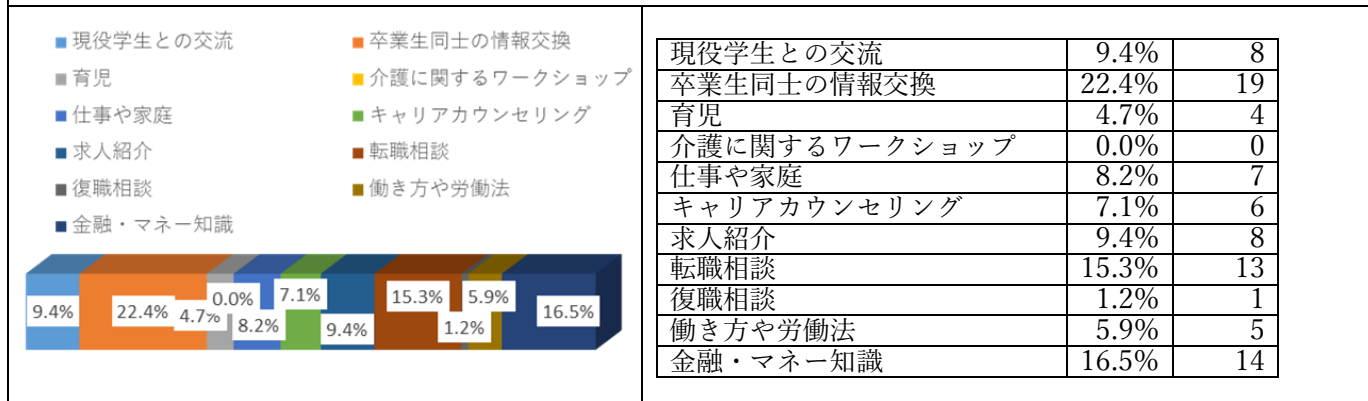 現役学生との交流 卒業生同士の情報交換
育児 介護に関するワークショップ
仕事や家庭 キャリアカウンセリング
求人紹介 転職相談
復職相談 働き方や労働法
金融・マネー知識
9.4% 22.4% 4.7% 0.0% 8.2% 7.1% 9.4% 15.3% 1.2% 5.9% 16.5%
現役学生との交流 9.4% 8
卒業生同士の情報交換 22.4% 19
育児 4.7% 4
介護に関するワークショップ 0.0% 0
仕事や家庭 8.2% 7
キャリアカウンセリング 7.1% 6
求人紹介 9.4% 8
転職相談 15.3% 13
復職相談 1.2% 1
働き方や労働法 5.9% 5
金融・マネー知識 16.5% 14